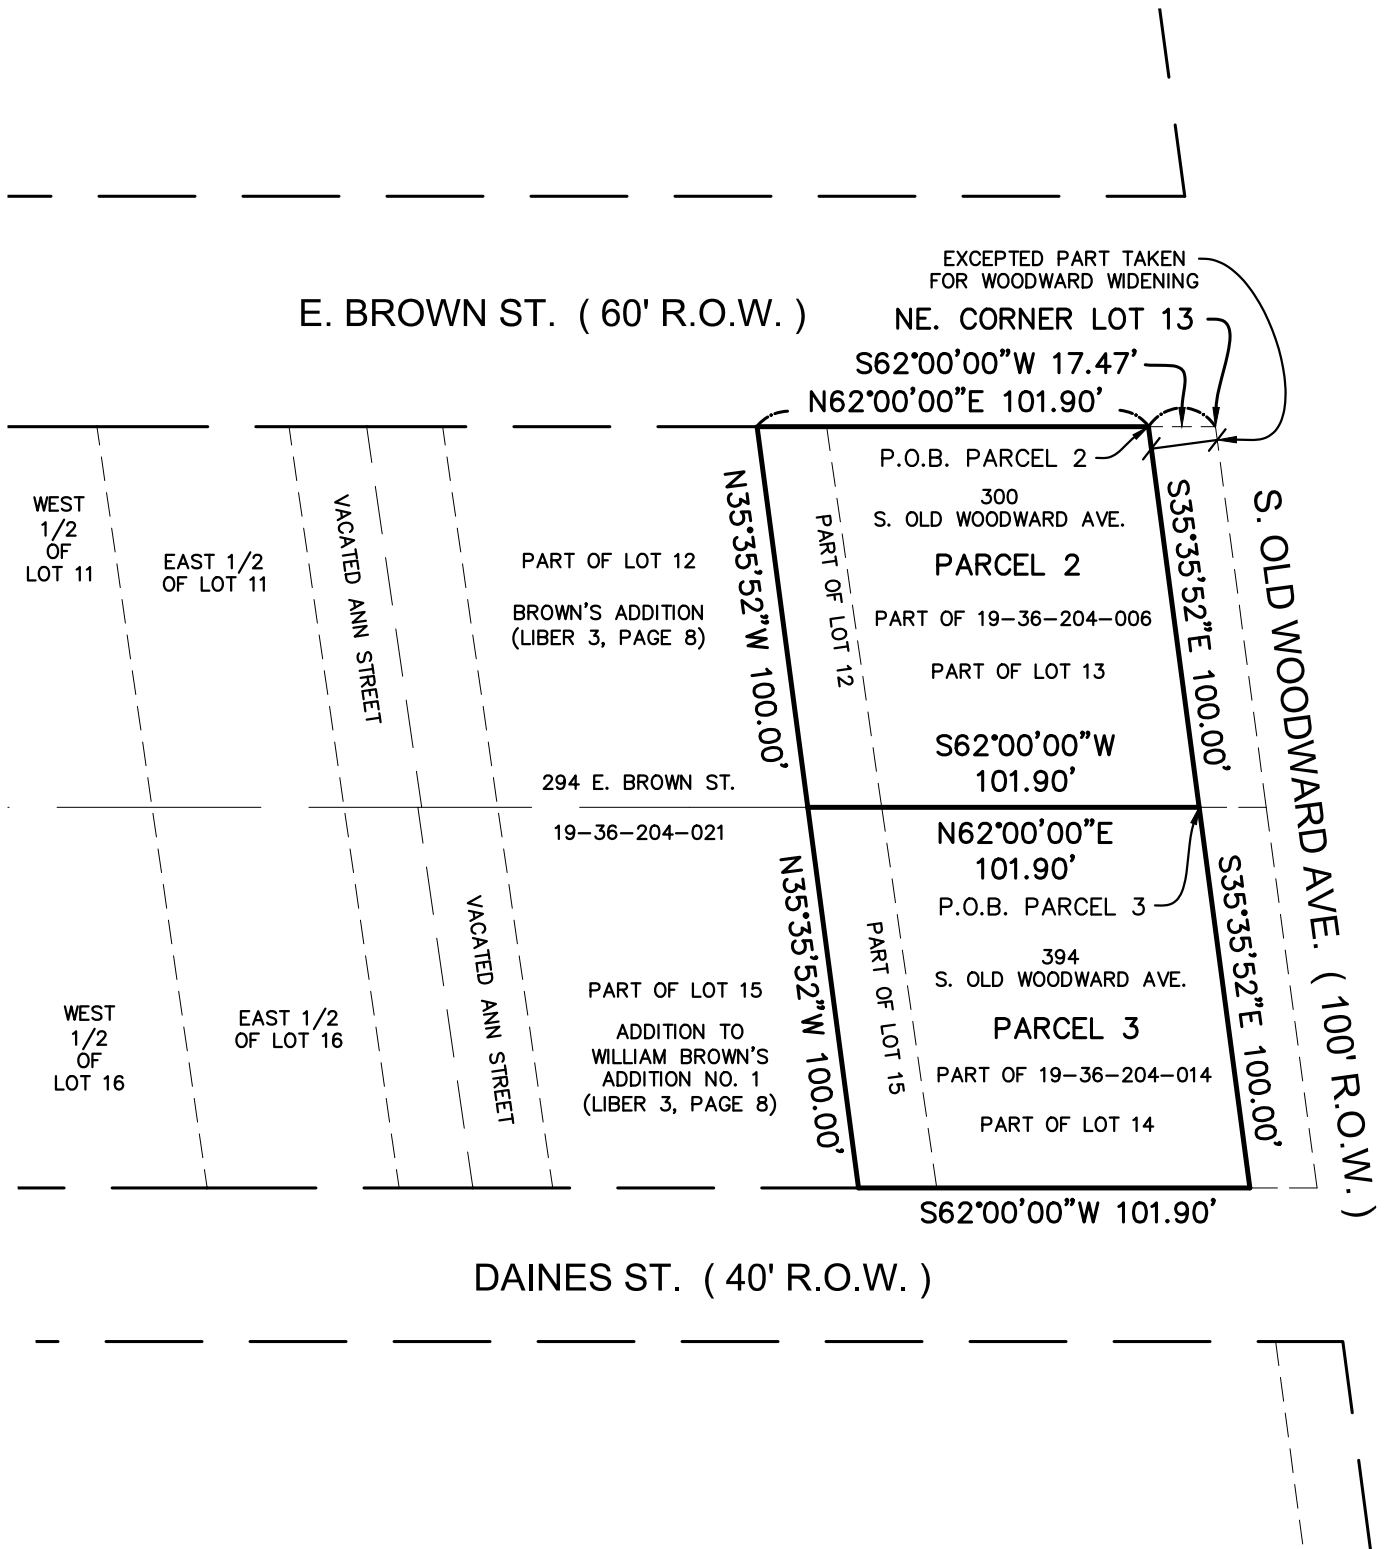 EXCEPTED PART TAKEN
FOR WOODWARD WIDENING
E. BROWN ST. ( 60' R.O.W. )
NE. CORNER LOT 13
S62°00'00"W 17.47'
N62°00'00"E 101.90'
P.O.B. PARCEL 2
300
S. OLD WOODWARD AVE.
PARCEL 2
PART OF 19-36-204-006
PART OF LOT 13
S62°00'00"W
101.90'
N35°35'52"W 100.00'
PART OF LOT 12
S35°35'52"E 100.00'
S. OLD WOODWARD AVE. ( 100' R.O.W. )
WEST
1/2
OF
LOT 11
EAST 1/2
OF LOT 11
VACATED ANN STREET
PART OF LOT 12
BROWN'S ADDITION
(LIBER 3, PAGE 8)
294 E. BROWN ST.
19-36-204-021
N62°00'00"E
101.90'
P.O.B. PARCEL 3
394
S. OLD WOODWARD AVE.
PARCEL 3
PART OF 19-36-204-014
PART OF LOT 14
N35°35'52"W 100.00'
PART OF LOT 15
S35°35'52"E 100.00'
WEST
1/2
OF
LOT 16
EAST 1/2
OF LOT 16
VACATED ANN STREET
PART OF LOT 15
ADDITION TO
WILLIAM BROWN'S
ADDITION NO. 1
(LIBER 3, PAGE 8)
S62°00'00"W 101.90'
DAINES ST. ( 40' R.O.W. )